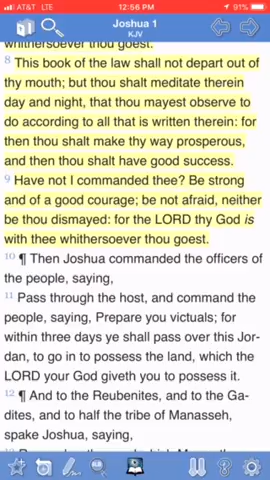 AT&T LTE 12:56 PM 91%
Joshua 1
KJV
whithersoever thou goest.
8 This book of the law shall not depart out of
thy mouth; but thou shalt meditate therein
day and night, that thou mayest observe to
do according to all that is written therein: for
then thou shalt make thy way prosperous,
and then thou shalt have good success.
9 Have not I commanded thee? Be strong
and of a good courage; be not afraid, neither
be thou dismayed: for the LORD thy God is
with thee whithersoever thou goest.
10 ¶ Then Joshua commanded the officers of
the people, saying,
11 Pass through the host, and command the
people, saying, Prepare you victuals; for
within three days ye shall pass over this Jor-
dan, to go in to possess the land, which the
LORD your God giveth you to possess it.
12 ¶ And to the Reubenites, and to the Ga-
dites, and to half the tribe of Manasseh,
spake Joshua, saying,